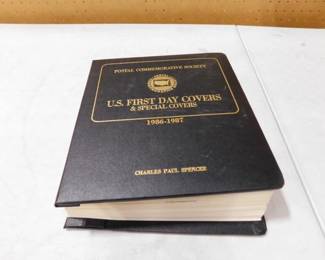 POSTAL COMMEMORATIVE SOCIETY
U.S. FIRST DAY COVERS
& SPECIAL COVERS
1986-1987
CHARLES PAUL SPENCER